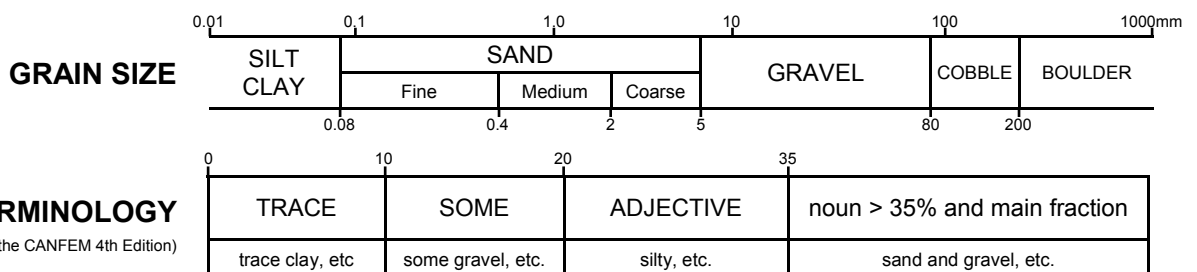 0.01 0.1 1.0 10 100 1000mm
GRAIN SIZE
SILT CLAY
SAND
Fine Medium Coarse
GRAVEL
COBBLE
BOULDER
0.08 0.4 2 5 80 200
0 10 20 35
RMINOLOGY
the CANFEM 4th Edition)
TRACE SOME ADJECTIVE noun > 35% and main fraction
trace clay, etc some gravel, etc. silty, etc. sand and gravel, etc.